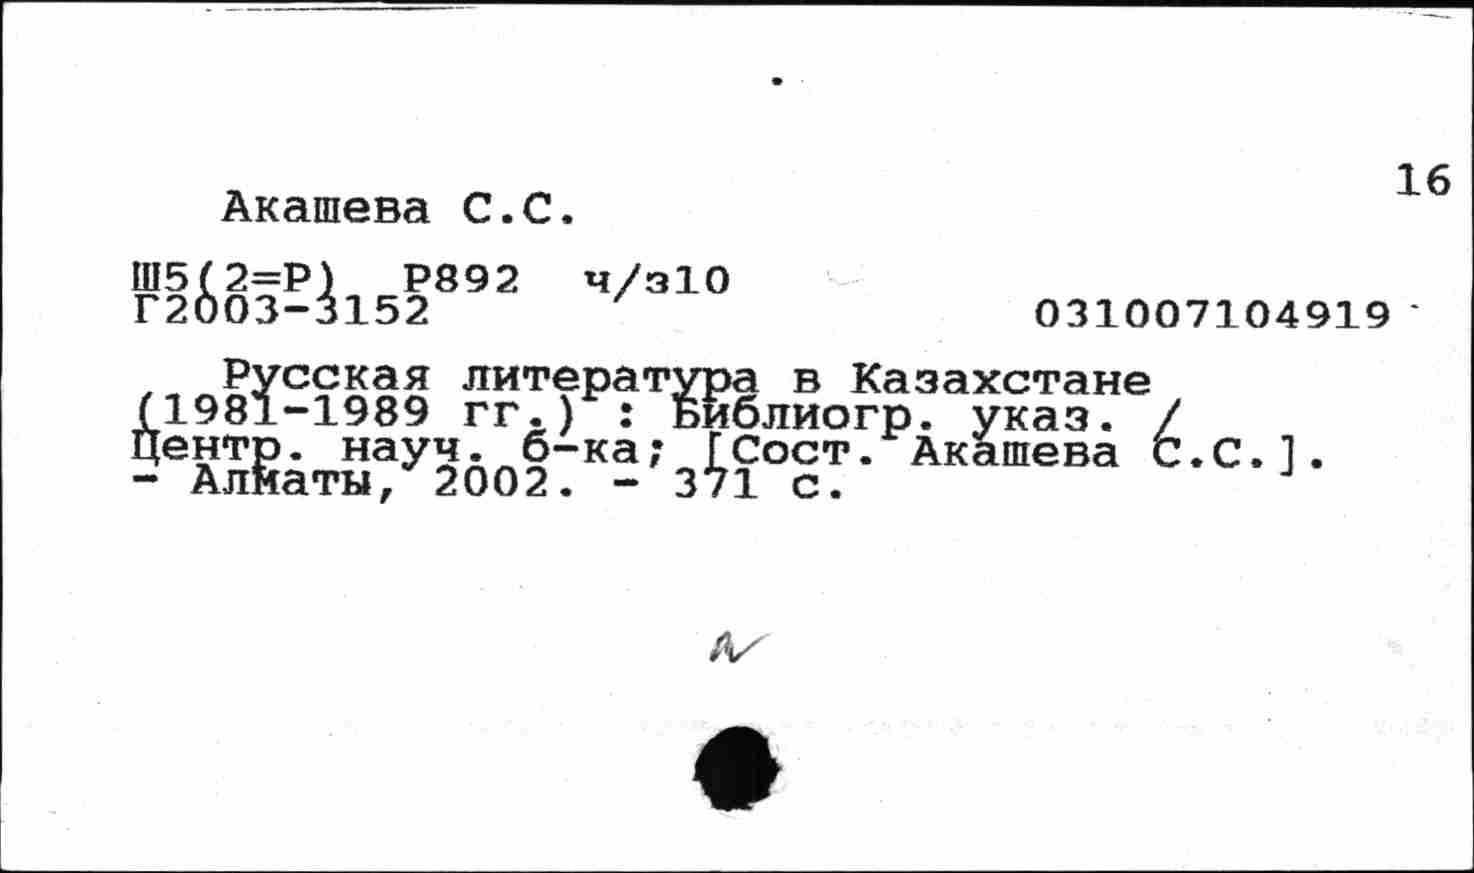 16
Акашева С.С.
Ш5(2=Р) Р892 ч/з10
Г2003-3152 031007104919
Русская литература в Казахстане
(1981-1989 гг.) : Библиогр. указ. /
Центр. науч. б-ка; [Сост. Акашева С.С.].
- Алматы, 2002. - 371 с.